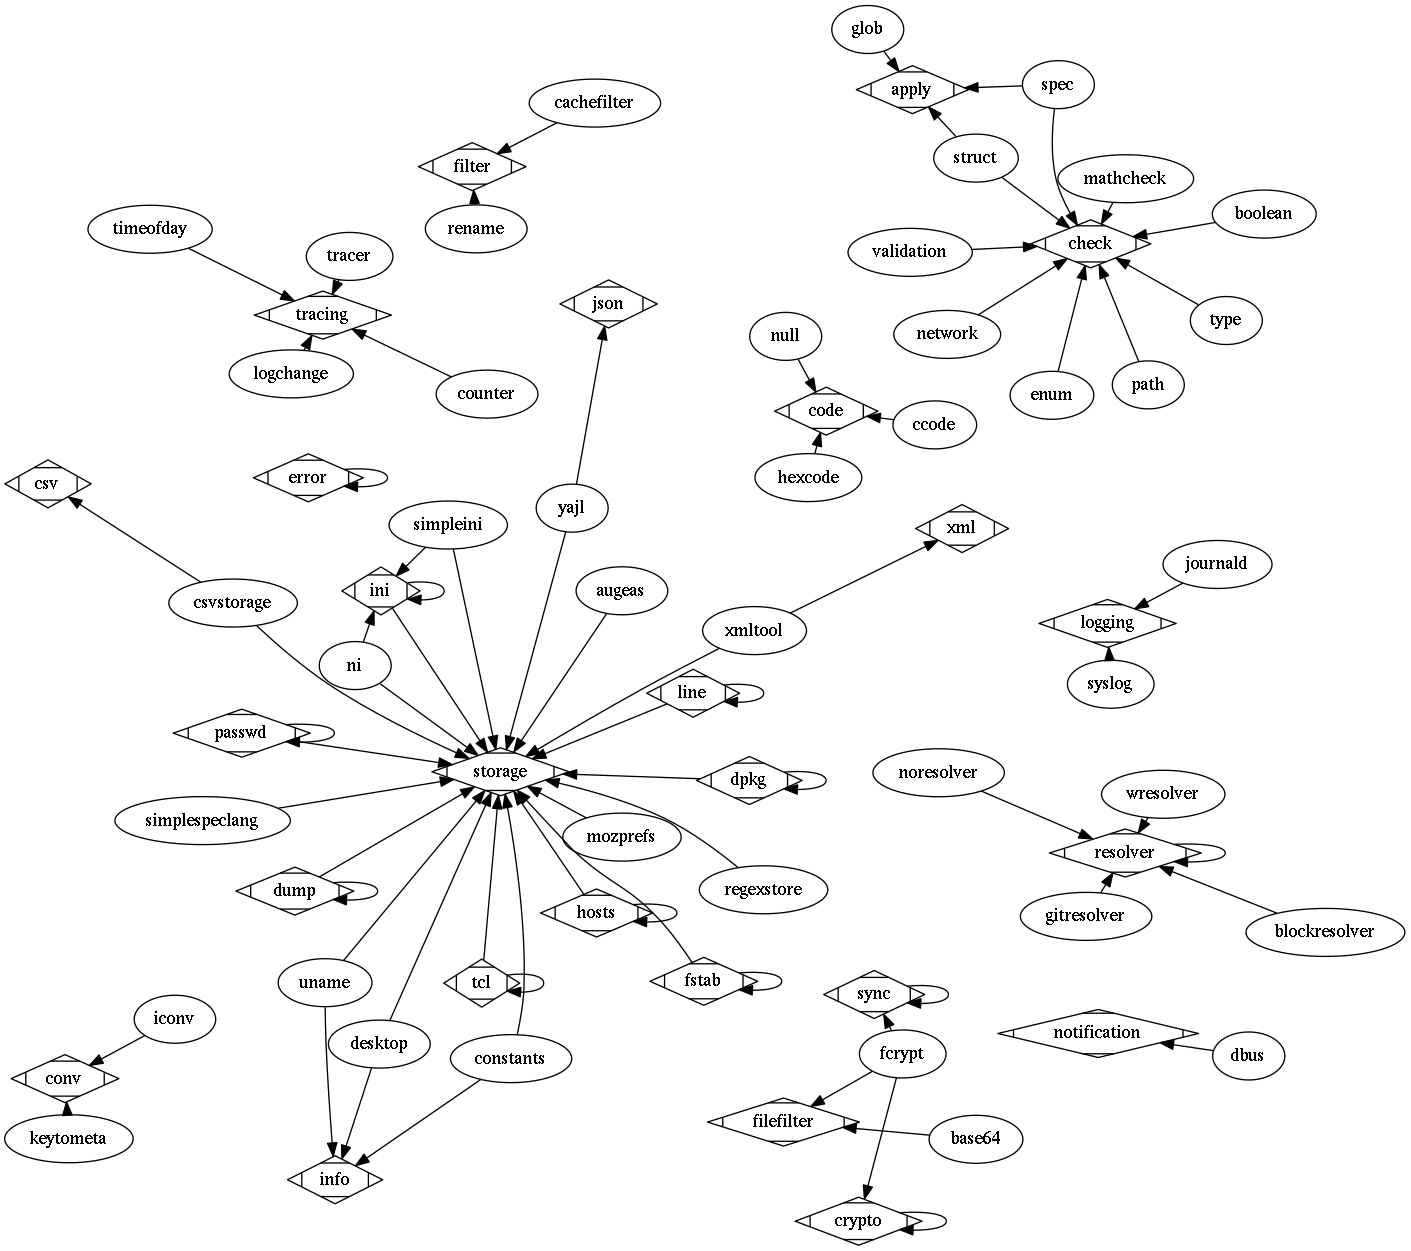 glob
spec
apply
cachefilter
struct
filter
mathcheck
boolean
timeofday
rename
tracer
validation
check
json
tracing
network
type
null
logchange
counter
enum
path
code
ccode
csv
error
hexcode
yajl
simpleini
xml
journald
csvstorage
ini
augeas
xmltool
logging
ni
line
syslog
passwd
storage
dpkg
noresolver
wresolver
simplespeclang
mozprefs
resolver
dump
regexstore
hosts
gitresolver
blockresolver
uname
tcl
fstab
sync
iconv
desktop
constants
fcrypt
notification
dbus
conv
filefilter
keytometa
base64
info
crypto